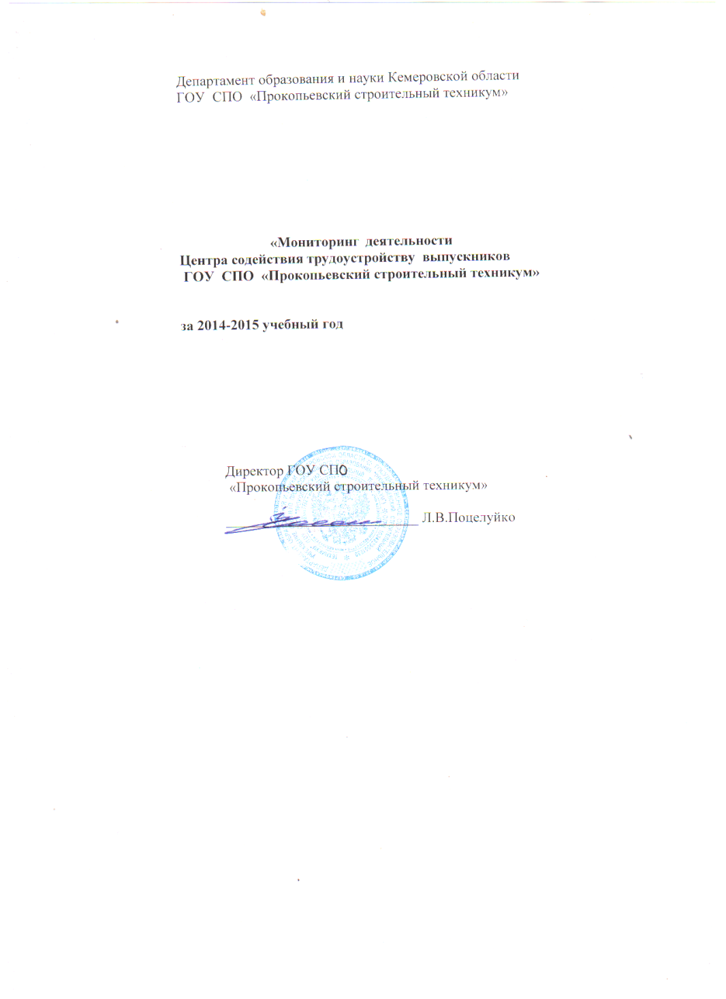 Департамент образования и науки Кемеровской области
ГОУ СПО «Прокопьевский строительный техникум»
«Мониторинг деятельности
Центра содействия трудоустройству выпускников
ГОУ СПО «Прокопьевский строительный техникум»
за 2014-2015 учебный год
Директор ГОУ СПО
«Прокопьевский строительный техникум»
Л.В.Поцелуйко